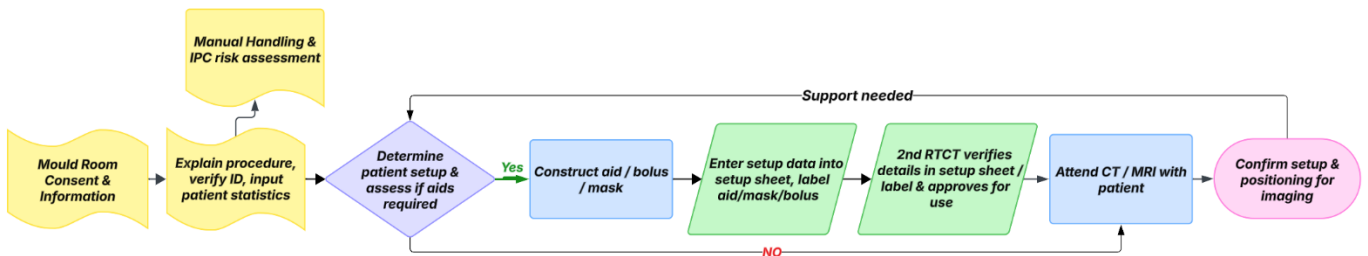 Manual Handling &
IPC risk assessment
Support needed
Mould Room
Consent &
Information
Explain procedure,
verify ID, input
patient statistics
Determine
patient setup &
assess if aids
required
Yes
Construct aid / bolus
/ mask
Enter setup data into
setup sheet, label
aid/mask/bolus
2nd RTCT verifies
details in setup sheet /
label & approves for
use
Attend CT / MRI with
patient
Confirm setup &
positioning for
imaging
NO